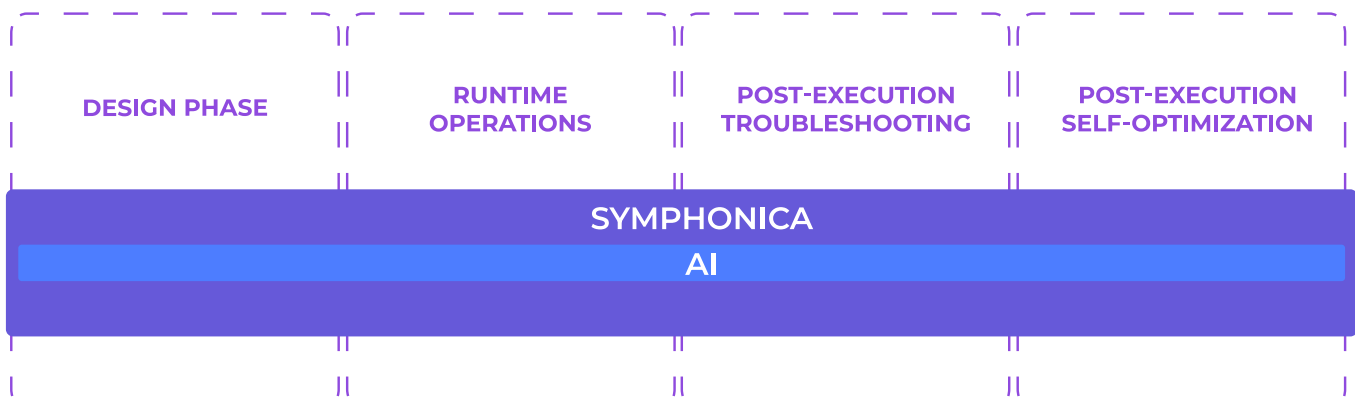 DESIGN PHASE
RUNTIME
OPERATIONS
POST-EXECUTION
TROUBLESHOOTING
POST-EXECUTION
SELF-OPTIMIZATION
SYMPHONICA
AI